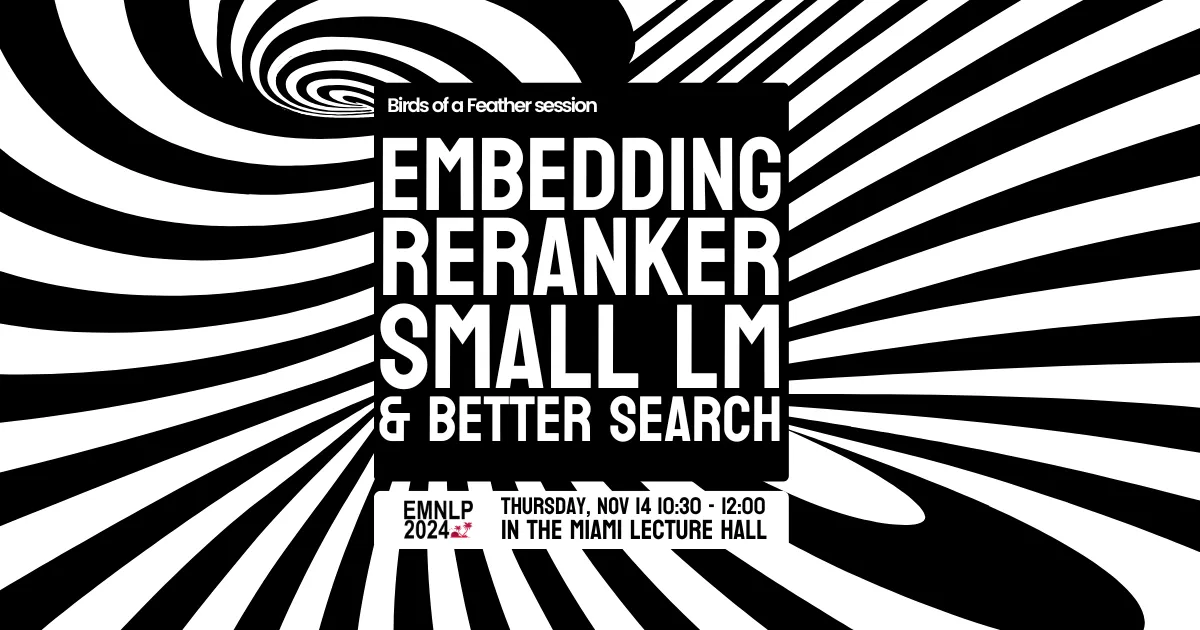 Birds of a Feather session
EMBEDDING
RERANKER
SMALL LM
& BETTER SEARCH
EMNLP
2024
THURSDAY, NOV 14 10:30 - 12:00
IN THE MIAMI LECTURE HALL